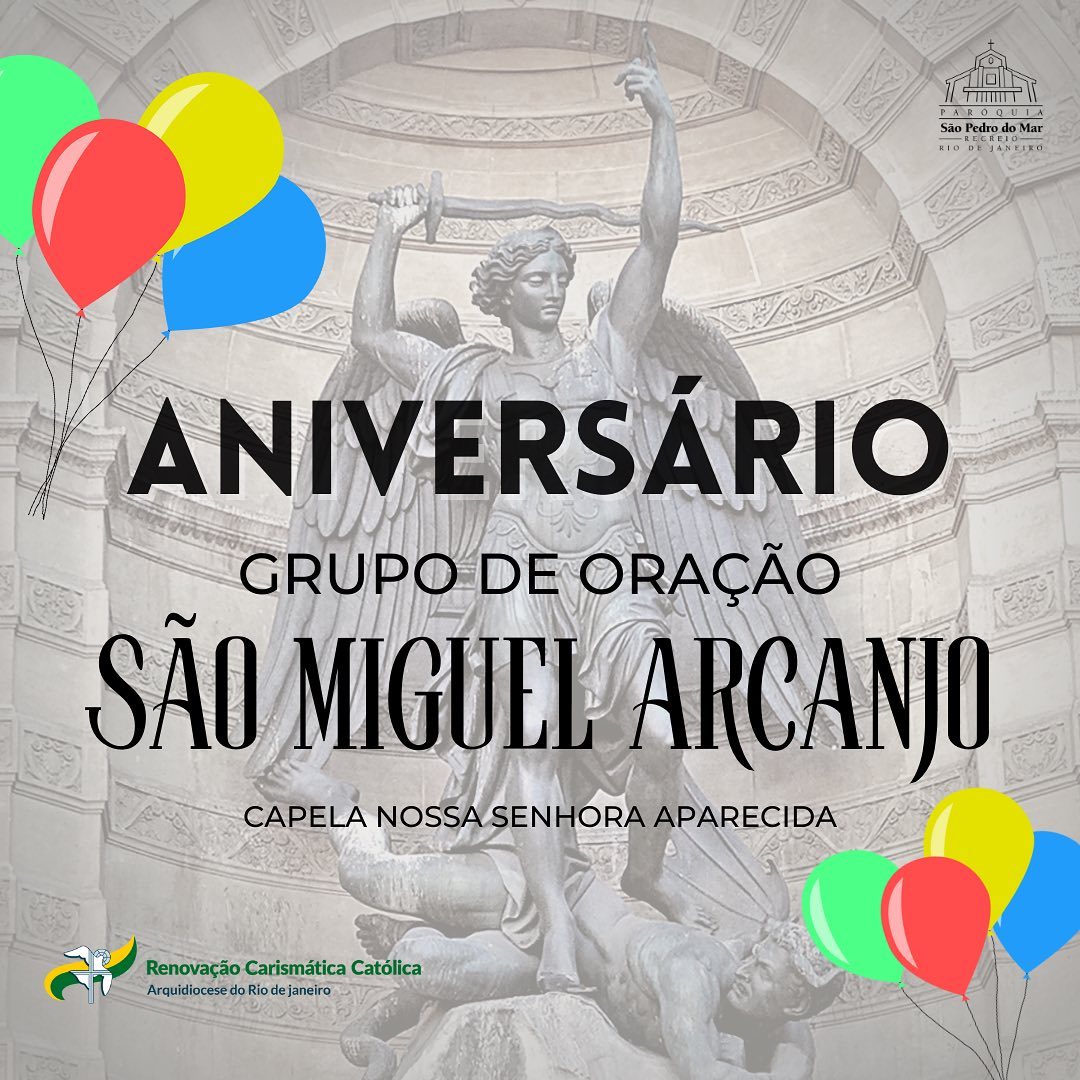 PARÓQUIA
São Pedro do Mar
RECREIO
RIO DE JANEIRO
ANIVERSÁRIO
GRUPO DE ORAÇÃO
SÃO MIGUEL ARCANJO
CAPELA NOSSA SENHORA APARECIDA
Renovação Carismática Católica
Arquidiocese do Rio de janeiro